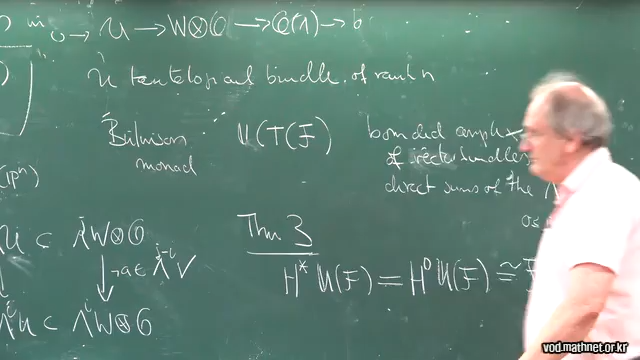 0 → U → W⊗O → O(1) → 0
U tautological bundle of rank n
Beilinson
monad
U(T(F))
bounded complex
of vector bundles
direct sums of the Λ
(IPⁿ)
U ⊂ Λ W⊗O
↓ ¬a ∈ Λ^{j-i} V
Λ^i U ⊂ Λ^i W⊗O
Thm 3
H* U(F) = H⁰ U(F) ≅ F
vod.mathnet.or.kr